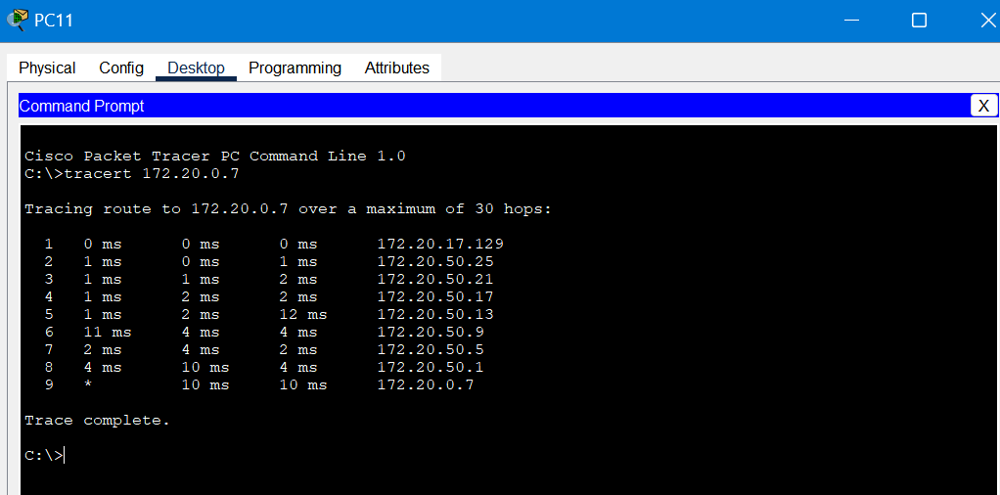 PC11
Physical Config Desktop Programming Attributes
Command Prompt X
Cisco Packet Tracer PC Command Line 1.0
C:\>tracert 172.20.0.7
Tracing route to 172.20.0.7 over a maximum of 30 hops:
1 0 ms 0 ms 0 ms 172.20.17.129
2 1 ms 0 ms 1 ms 172.20.50.25
3 1 ms 1 ms 2 ms 172.20.50.21
4 1 ms 2 ms 2 ms 172.20.50.17
5 1 ms 2 ms 12 ms 172.20.50.13
6 11 ms 4 ms 4 ms 172.20.50.9
7 2 ms 4 ms 2 ms 172.20.50.5
8 4 ms 10 ms 4 ms 172.20.50.1
9 * 10 ms 10 ms 172.20.0.7
Trace complete.
C:\>